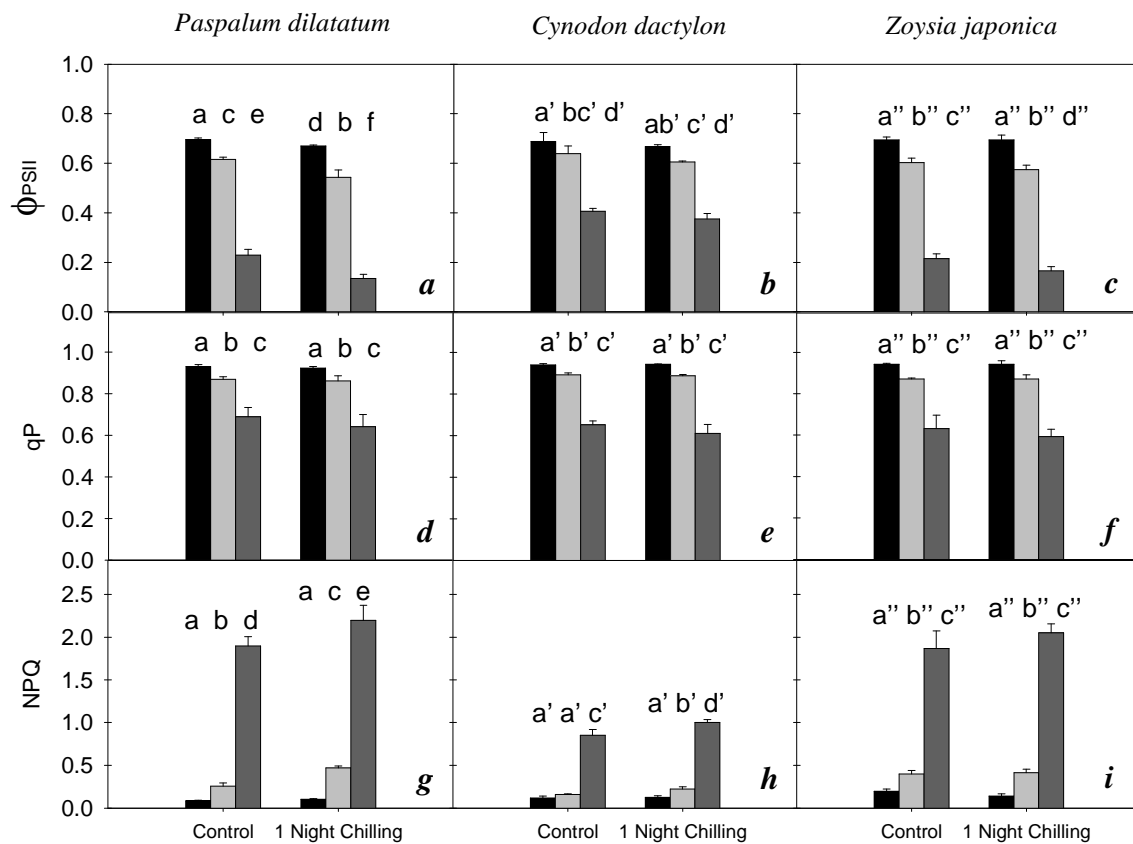 Paspalum dilatatum Cynodon dactylon Zoysia japonica
1.0
a c e d b f a’ bc’ d’ ab’ c’ d’ a’’ b’’ c’’ a’’ b’’ d’’
0.8
0.6
ϕPSII
0.4
0.2
a b c
0.0
a b c a b c a’ b’ c’ a’ b’ c’ a’’ b’’ c’’ a’’ b’’ c’’
1.0
0.8
0.6
qP
0.4
0.2
d e f
0.0
2.5
a b d a c e a’ a’ c’ a’ b’ d’ a’’ b’’ c’’ a’’ b’’ c’’
2.0
1.5
NPQ
1.0
0.5
g h i
0.0
Control 1 Night Chilling Control 1 Night Chilling Control 1 Night Chilling